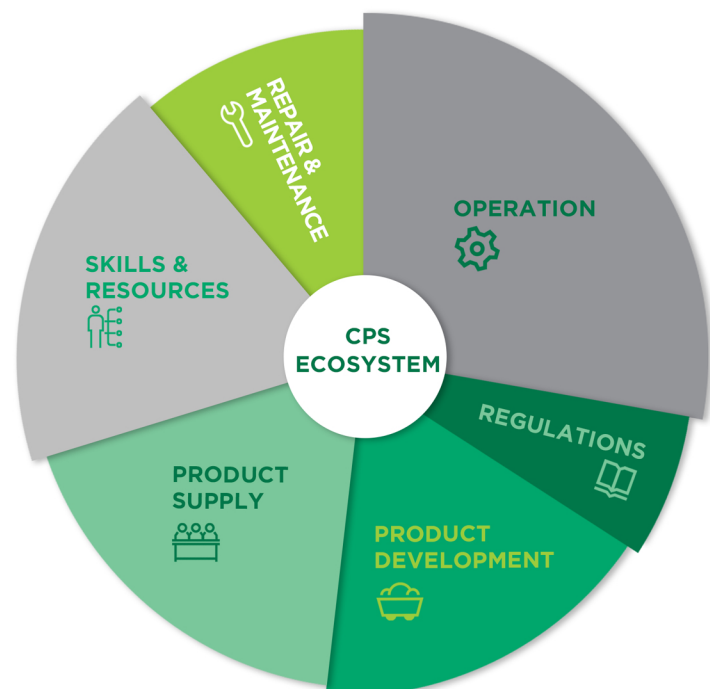 REPAIR &
MAINTENANCE
OPERATION
SKILLS &
RESOURCES
CPS
ECOSYSTEM
REGULATIONS
PRODUCT
SUPPLY
PRODUCT
DEVELOPMENT